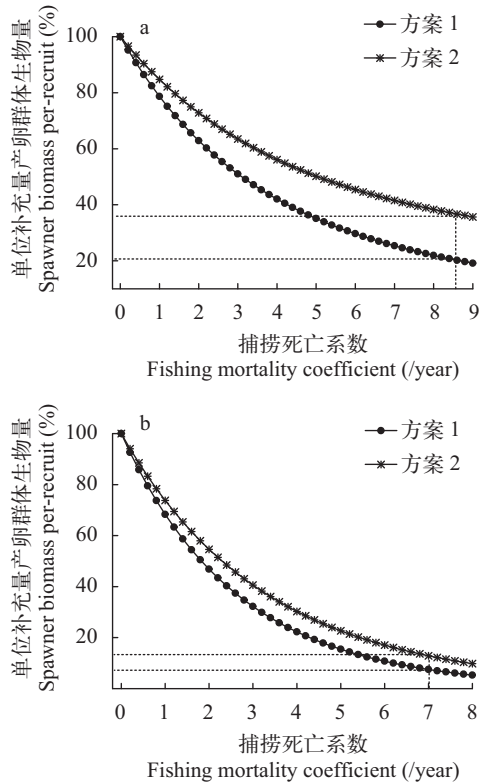 a
方案 1
方案 2
单位补充量产卵群体生物量
Spawner biomass per-recruit (%)
100
80
60
40
20
0 1 2 3 4 5 6 7 8 9
捕捞死亡系数
Fishing mortality coefficient (/year)
b
方案 1
方案 2
单位补充量产卵群体生物量
Spawner biomass per-recruit (%)
100
80
60
40
20
0 1 2 3 4 5 6 7 8
捕捞死亡系数
Fishing mortality coefficient (/year)